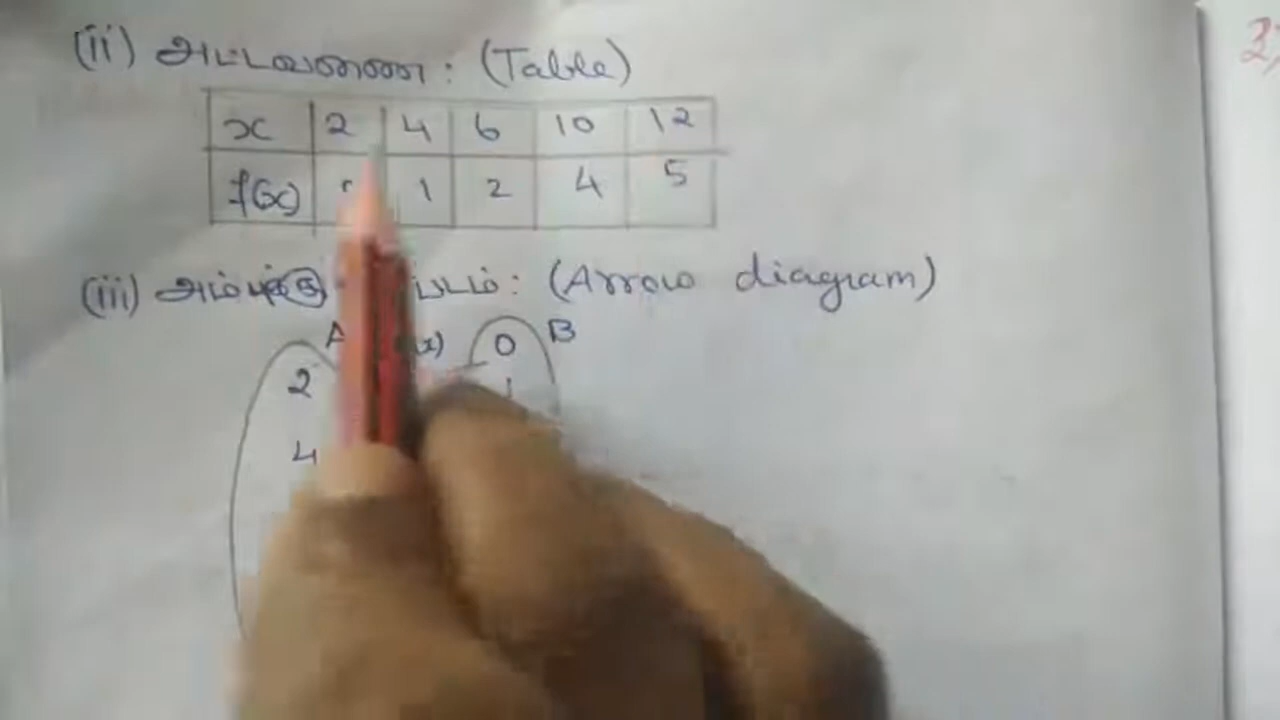 (ii) அட்டவணை : (Table)
x 2 4 6 10 12
f(x) 1 2 4 5
(iii) : (Arrow diagram)
A 0 B
2 1
4